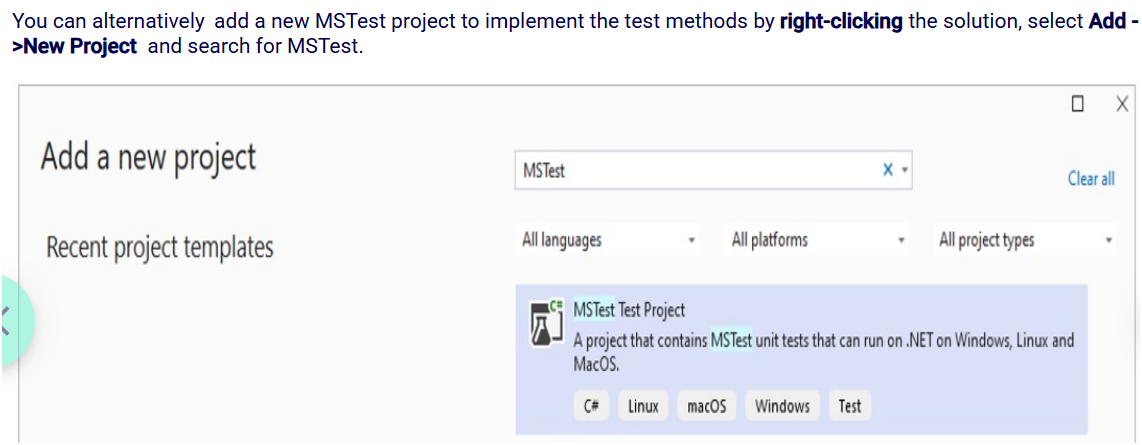 You can alternatively add a new MSTest project to implement the test methods by right-clicking the solution, select Add -
>New Project and search for MSTest.
Add a new project
MSTest
Clear all
Recent project templates
All languages
All platforms
All project types
C#
MSTest Test Project
A project that contains MSTest unit tests that can run on .NET on Windows, Linux and
MacOS.
C#
Linux
macOS
Windows
Test